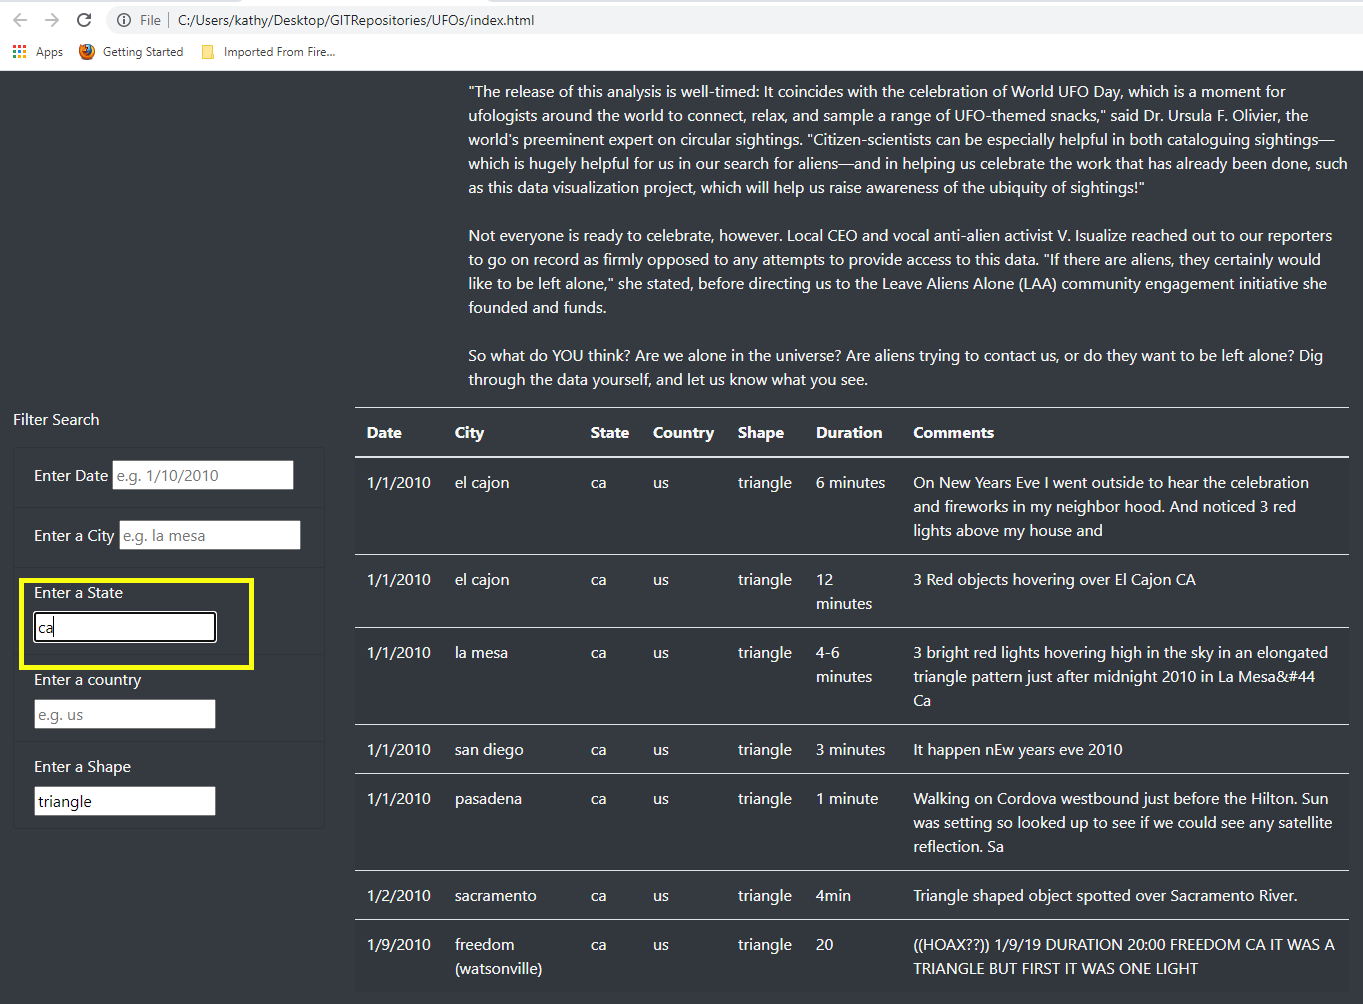 File | C:/Users/kathy/Desktop/GITRepositories/UFOs/index.html
Apps Getting Started Imported From Fire...
"The release of this analysis is well-timed: It coincides with the celebration of World UFO Day, which is a moment for
ufologists around the world to connect, relax, and sample a range of UFO-themed snacks," said Dr. Ursula F. Olivier, the
world's preeminent expert on circular sightings. "Citizen-scientists can be especially helpful in both cataloguing sightings—
which is hugely helpful for us in our search for aliens—and in helping us celebrate the work that has already been done, such
as this data visualization project, which will help us raise awareness of the ubiquity of sightings!"
Not everyone is ready to celebrate, however. Local CEO and vocal anti-alien activist V. Isualize reached out to our reporters
to go on record as firmly opposed to any attempts to provide access to this data. "If there are aliens, they certainly would
like to be left alone," she stated, before directing us to the Leave Aliens Alone (LAA) community engagement initiative she
founded and funds.
So what do YOU think? Are we alone in the universe? Are aliens trying to contact us, or do they want to be left alone? Dig
through the data yourself, and let us know what you see.
Filter Search
Enter Date e.g. 1/10/2010
Enter a City e.g. la mesa
Enter a State
ca
Enter a country
e.g. us
Enter a Shape
triangle
Date City State Country Shape Duration Comments
1/1/2010 el cajon ca us triangle 6 minutes On New Years Eve I went outside to hear the celebration
and fireworks in my neighbor hood. And noticed 3 red
lights above my house and
1/1/2010 el cajon ca us triangle 12 3 Red objects hovering over El Cajon CA
minutes
1/1/2010 la mesa ca us triangle 4-6 3 bright red lights hovering high in the sky in an elongated
minutes triangle pattern just after midnight 2010 in La Mesa&#44
Ca
1/1/2010 san diego ca us triangle 3 minutes It happen nEw years eve 2010
1/1/2010 pasadena ca us triangle 1 minute Walking on Cordova westbound just before the Hilton. Sun
was setting so looked up to see if we could see any satellite
reflection. Sa
1/2/2010 sacramento ca us triangle 4min Triangle shaped object spotted over Sacramento River.
1/9/2010 freedom ca us triangle 20 ((HOAX??)) 1/9/19 DURATION 20:00 FREEDOM CA IT WAS A
(watsonville) TRIANGLE BUT FIRST IT WAS ONE LIGHT